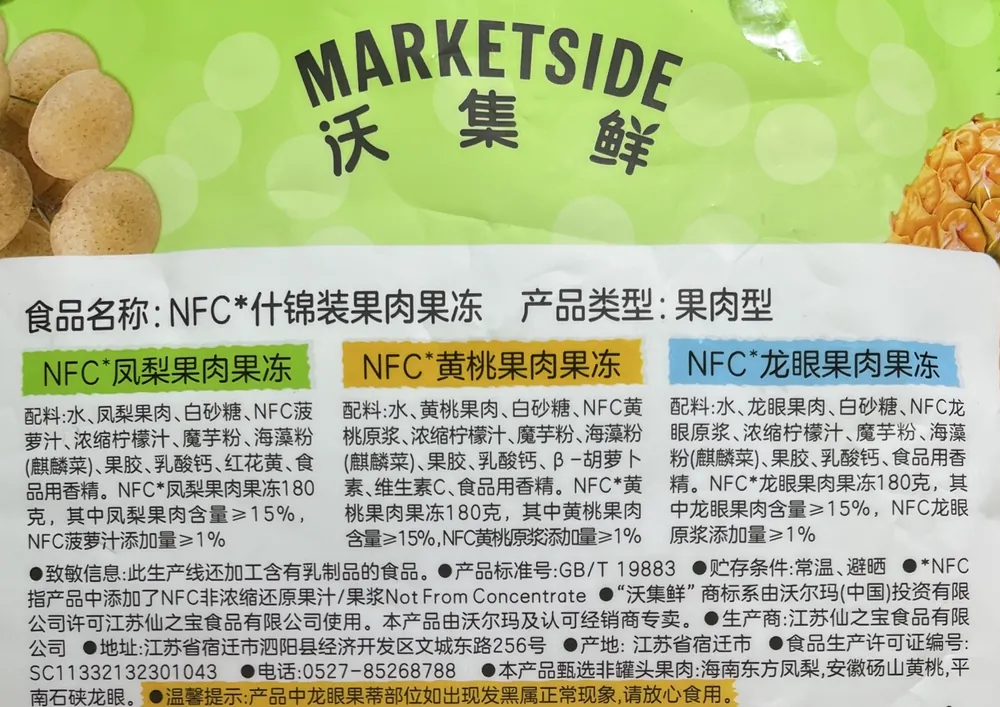 MARKETSIDE
沃集鲜
食品名称:NFC*什锦装果肉果冻 产品类型:果肉型
NFC*凤梨果肉果冻
配料:水、凤梨果肉、白砂糖、NFC菠
萝汁、浓缩柠檬汁、魔芋粉、海藻粉
(麒麟菜)、果胶、乳酸钙、红花黄、食
品用香精。NFC*凤梨果肉果冻180
克,其中凤梨果肉含量≥15%,
NFC菠萝汁添加量≥1%
NFC*黄桃果肉果冻
配料:水、黄桃果肉、白砂糖、NFC黄
桃原浆、浓缩柠檬汁、魔芋粉、海藻粉
(麒麟菜)、果胶、乳酸钙、β-胡萝卜
素、维生素C、食品用香精。NFC*黄
桃果肉果冻180克,其中黄桃果肉
含量≥15%,NFC黄桃原浆添加量≥1%
NFC*龙眼果肉果冻
配料:水、龙眼果肉、白砂糖、NFC龙
眼原浆、浓缩柠檬汁、魔芋粉、海藻
粉(麒麟菜)、果胶、乳酸钙、食品用香
精。NFC*龙眼果肉果冻180克,其
中龙眼果肉含量≥15%,NFC龙眼
原浆添加量≥1%
●致敏信息:此生产线还加工含有乳制品的食品。●产品标准号:GB/T 19883 ●贮存条件:常温、避晒 ●*NFC
指产品中添加了NFC非浓缩还原果汁/果浆Not From Concentrate ●“沃集鲜”商标系由沃尔玛(中国)投资有限
公司许可江苏仙之宝食品有限公司使用。本产品由沃尔玛及认可经销商专卖。●生产商:江苏仙之宝食品有限
公司 ●地址:江苏省宿迁市泗阳县经济开发区文城东路256号 ●产地:江苏省宿迁市 ●食品生产许可证编号:
SC11332132301043 ●电话:0527-85268788 ●本产品甄选非罐头果肉:海南东方凤梨,安徽砀山黄桃,平
南石硖龙眼。●温馨提示:产品中龙眼果蒂部位如出现发黑属正常现象,请放心食用。